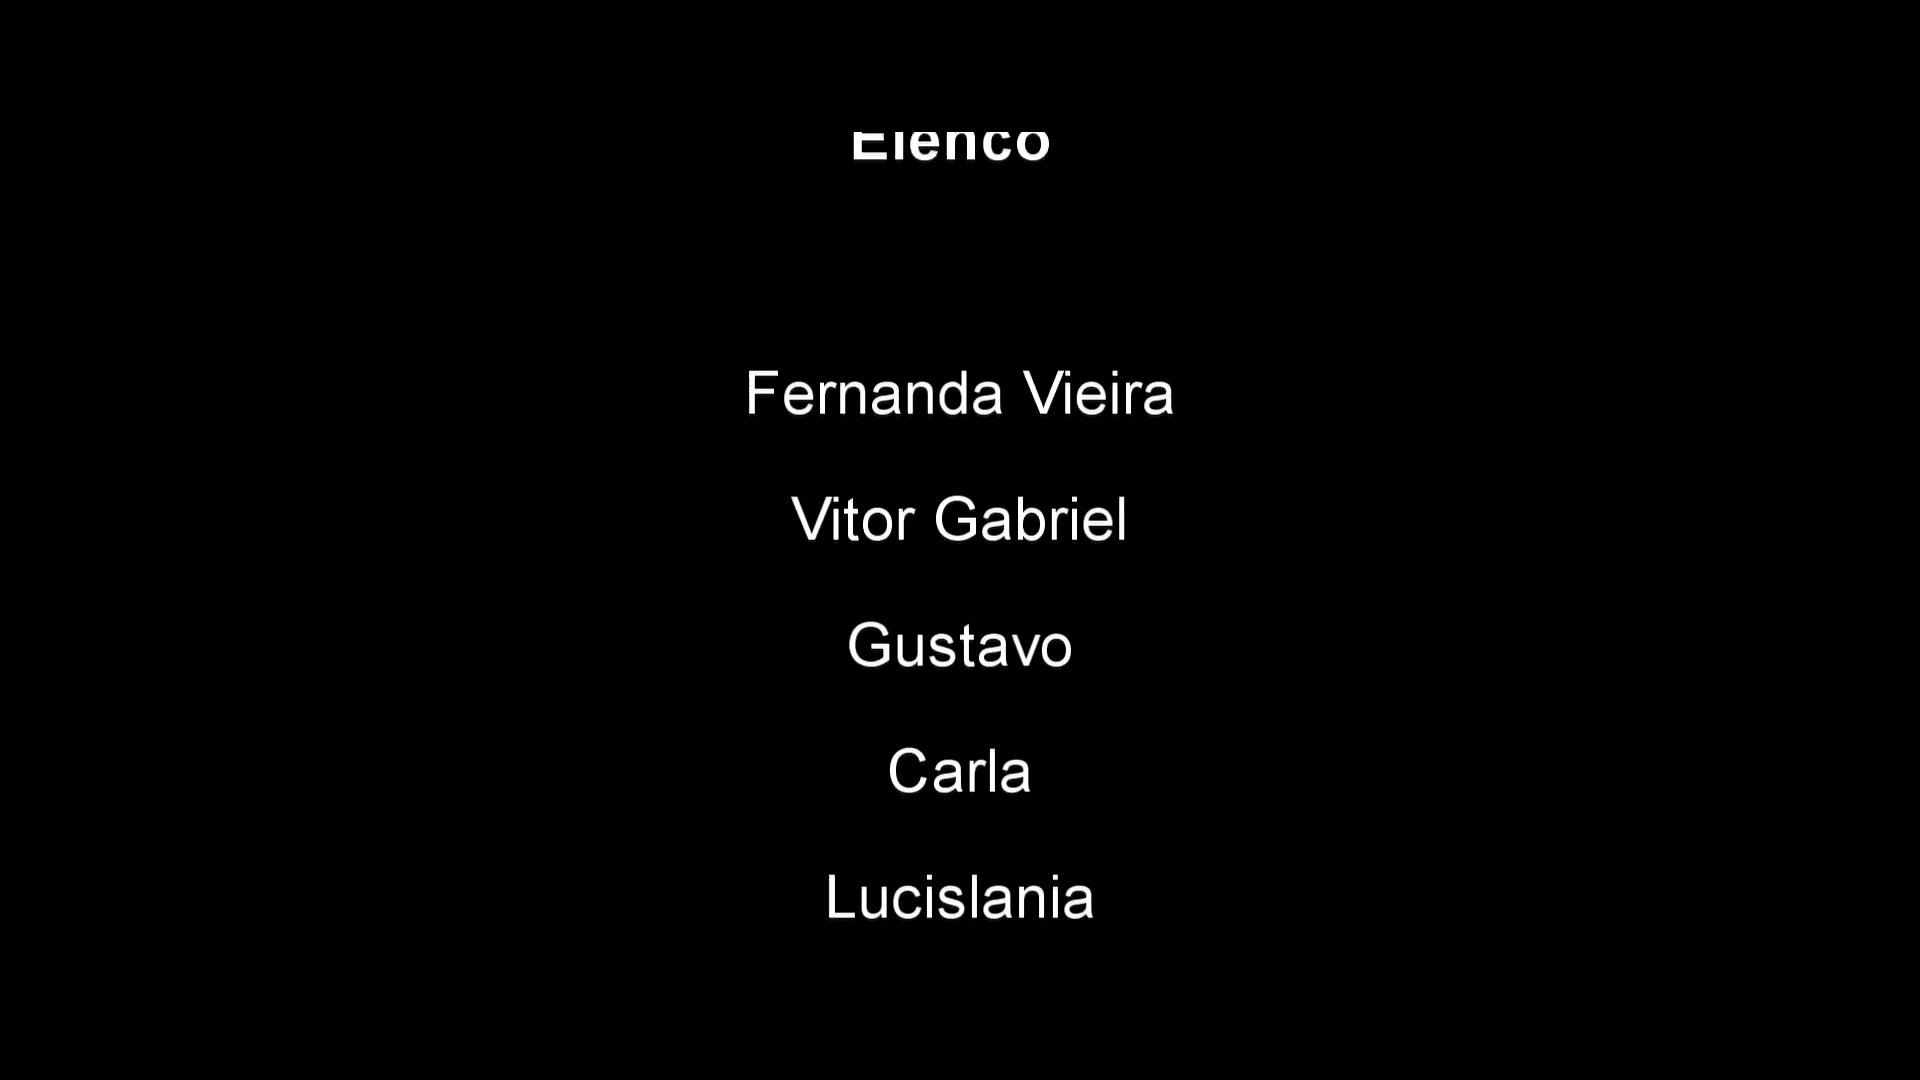 Elenco
Fernanda Vieira
Vitor Gabriel
Gustavo
Carla
Lucislania